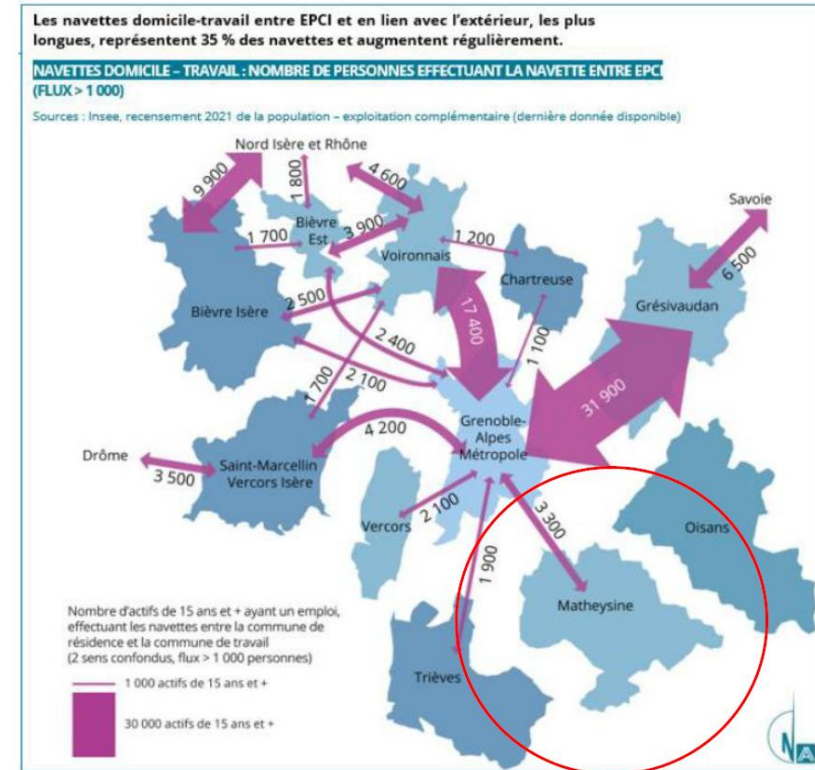 Les navettes domicile-travail entre EPCI et en lien avec l'extérieur, les plus
longues, représentent 35 % des navettes et augmentent régulièrement.
NAVETTES DOMICILE – TRAVAIL : NOMBRE DE PERSONNES EFFECTUANT LA NAVETTE ENTRE EPCI
(FLUX > 1 000)
Sources : Insee, recensement 2021 de la population – exploitation complémentaire (dernière donnée disponible)
Nord Isère et Rhône
9 900
1 800
4 600
Savoie
Bièvre
Est
1 700
3 900
1 200
Voironnais
6 500
Chartreuse
Grésivaudan
Bièvre Isère
2 500
17 400
2 400
1 100
2 100
1 700
31 900
Grenoble-
Alpes
Métropole
4 200
Drôme
3 500
Saint-Marcellin
Vercors Isère
Vercors
2 100
3 300
Oisans
1 900
Matheysine
Nombre d'actifs de 15 ans et + ayant un emploi,
effectuant les navettes entre la commune de
résidence et la commune de travail
(2 sens confondus, flux > 1 000 personnes)
Trièves
1 000 actifs de 15 ans et +
30 000 actifs de 15 ans et +
N
A